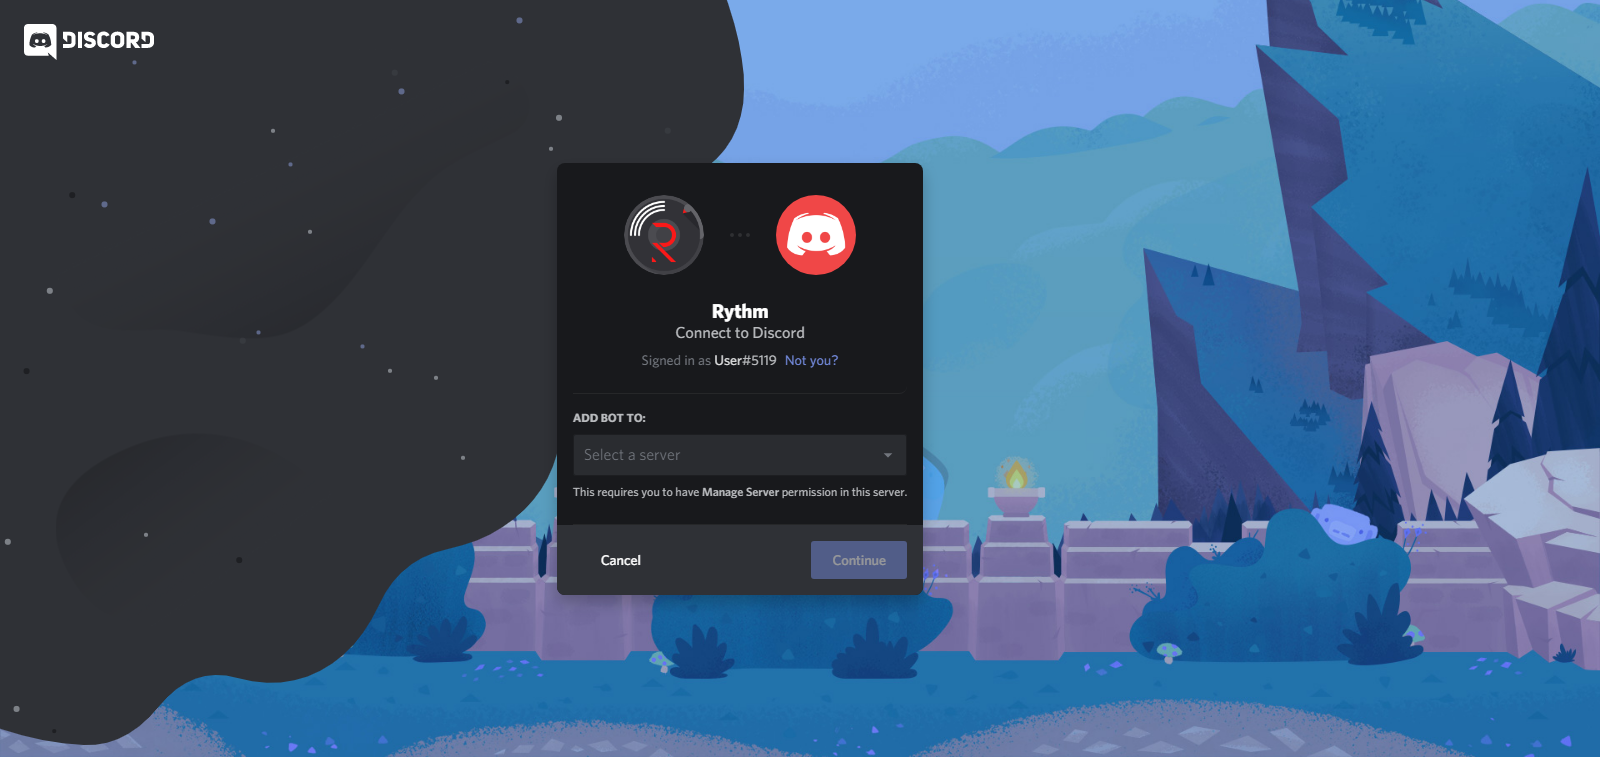 DISCORD
Rythm
Connect to Discord
Signed in as User#5119 Not you?
ADD BOT TO:
Select a server
This requires you to have Manage Server permission in this server.
Cancel
Continue